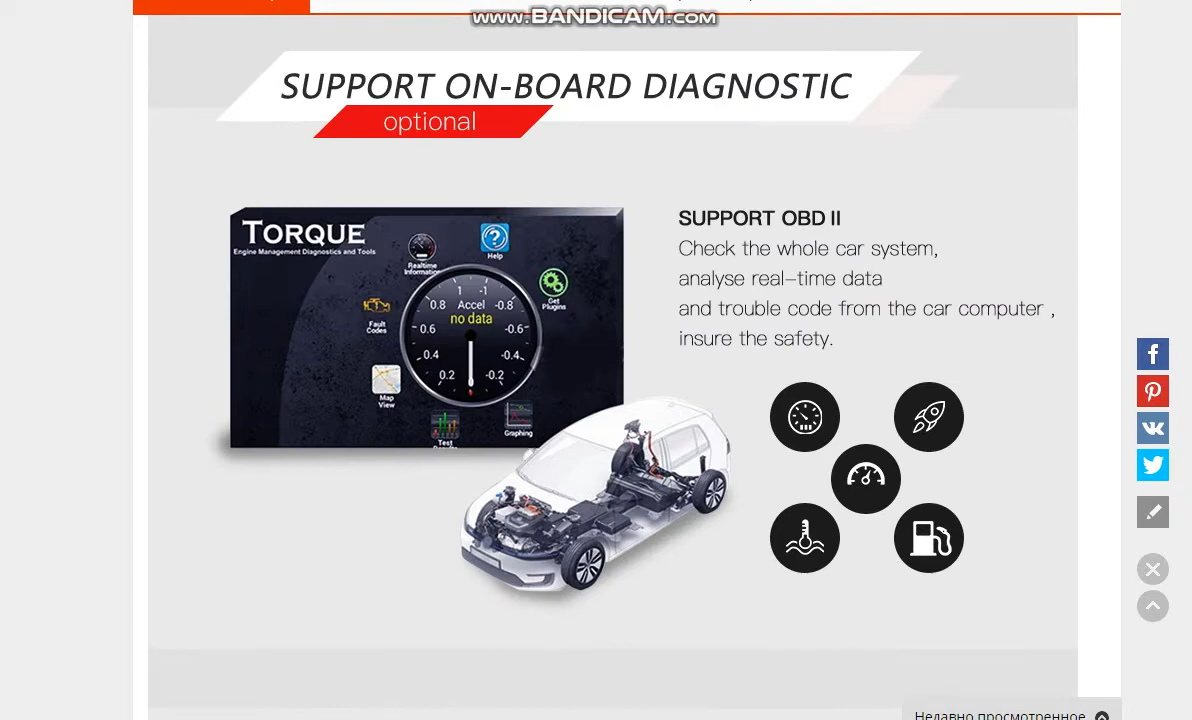 www.BANDICAM.com
SUPPORT ON-BOARD DIAGNOSTIC
optional
TORQUE
Engine Management Diagnostics and Tools
Realtime
Information
Help
Get
Plugins
Fault
Codes
Map
View
Test
Graphing
1 -1
0.8 Accel -0.8
no data
0.6 -0.6
0.4 -0.4
0.2 -0.2
SUPPORT OBD II
Check the whole car system,
analyse real-time data
and trouble code from the car computer ,
insure the safety.
Недавно просмотренное